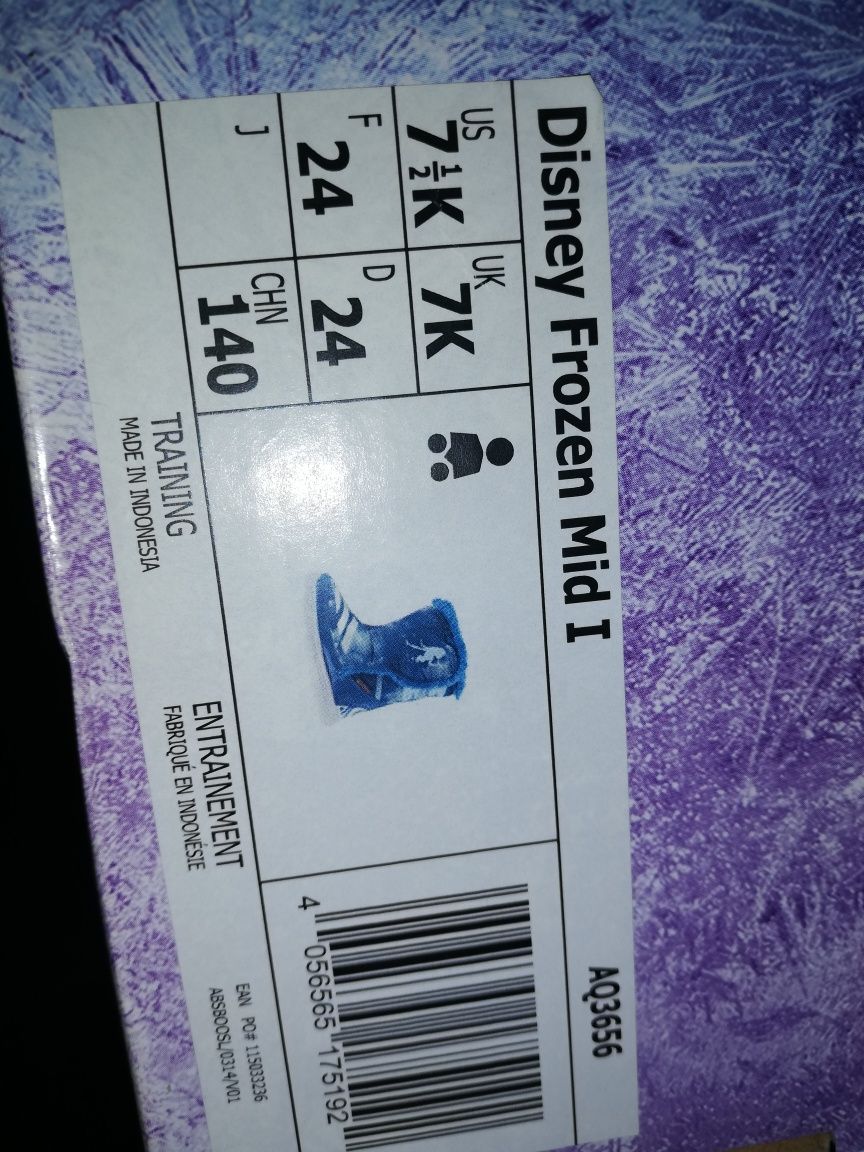 Disney Frozen Mid I
AQ3656
US
7½K
UK
7K
F
24
D
24
J
CHN
140
TRAINING
MADE IN INDONESIA
ENTRAINEMENT
FABRIQUÉ EN INDONÉSIE
4 056565 175192
EAN PO# 115033236
ABSBOOSL/0314/V01